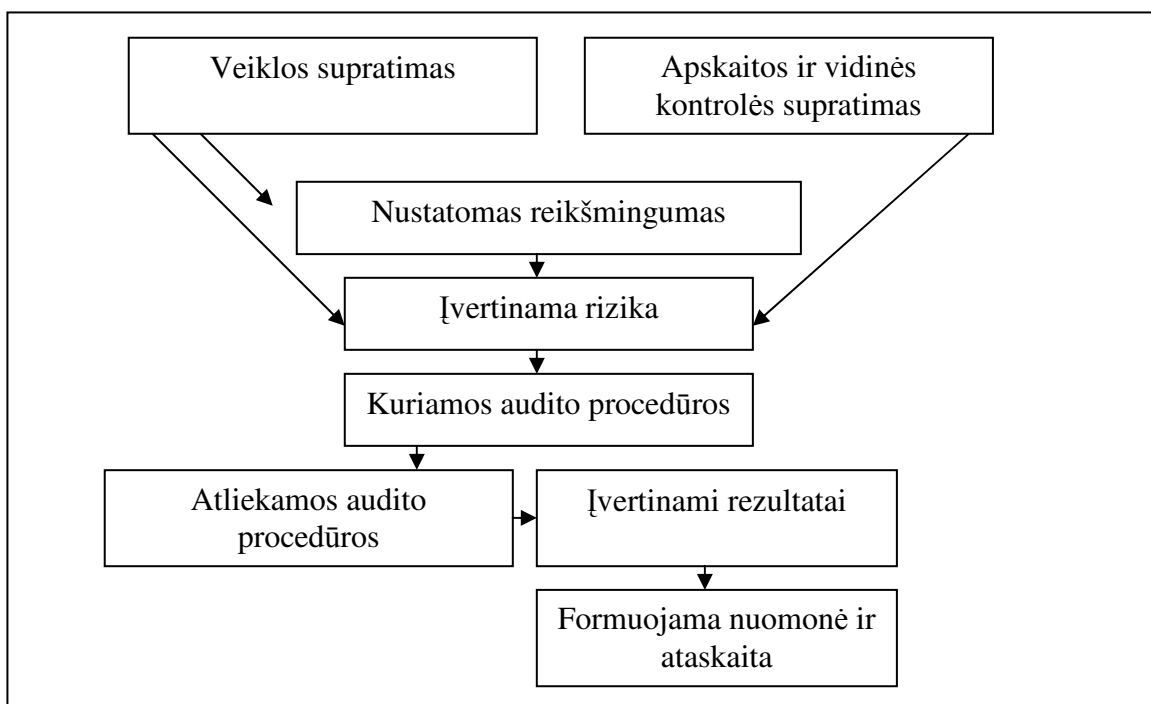 Veiklos supratimas
Apskaitos ir vidinės
kontrolės supratimas
Nustatomas reikšmingumas
Įvertinama rizika
Kuriamos audito procedūros
Atliekamos audito
procedūros
Įvertinami rezultatai
Formuojama nuomonė ir
ataskaita